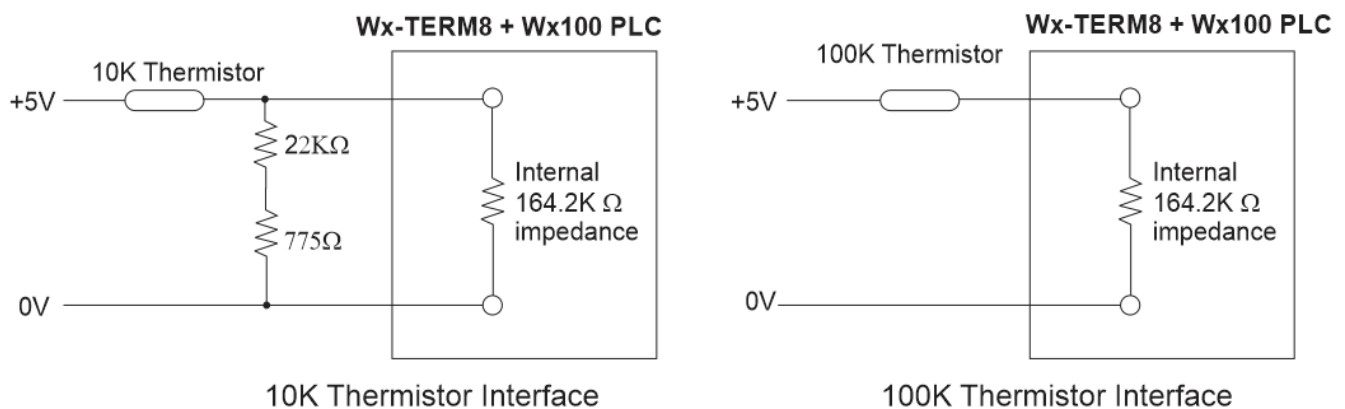 Wx-TERM8 + Wx100 PLC
10K Thermistor
+5V
22KΩ
775Ω
Internal
164.2K Ω
impedance
0V
10K Thermistor Interface
Wx-TERM8 + Wx100 PLC
100K Thermistor
+5V
Internal
164.2K Ω
impedance
0V
100K Thermistor Interface